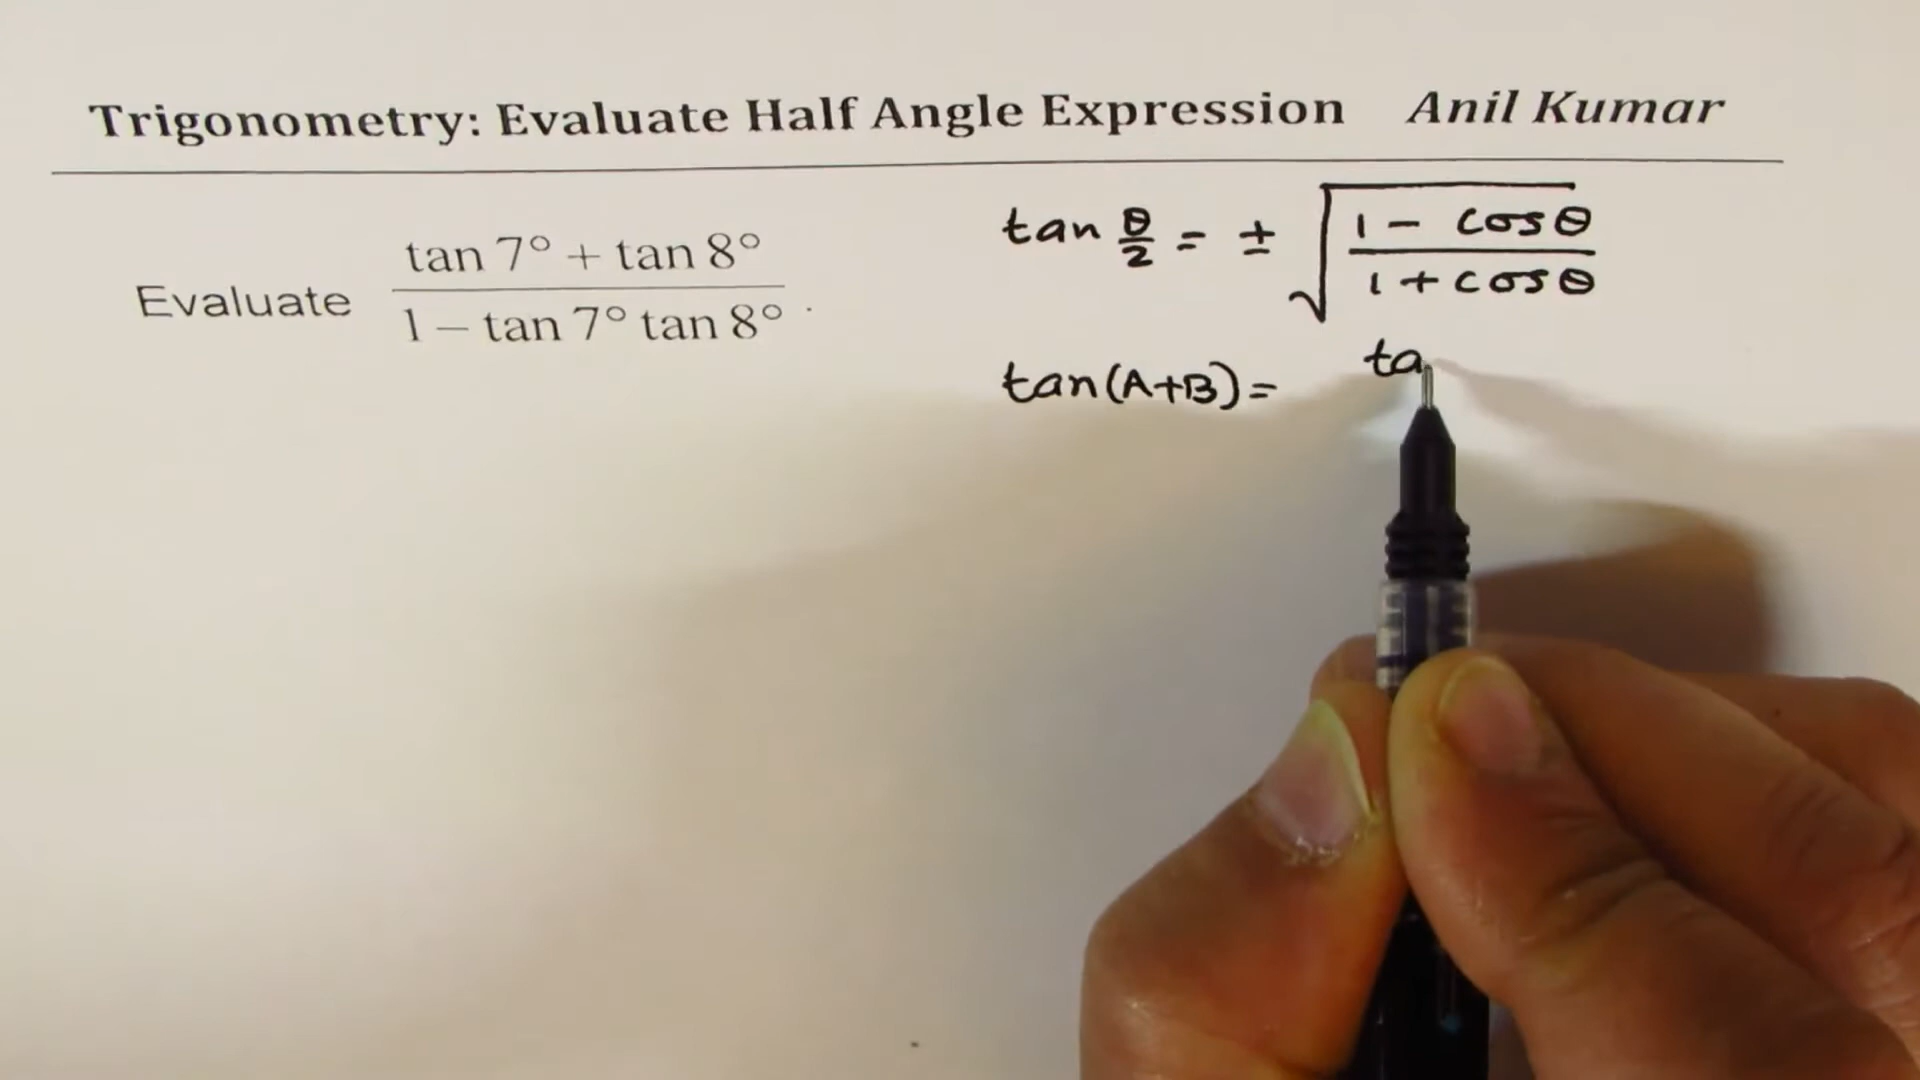 Trigonometry: Evaluate Half Angle Expression Anil Kumar
Evaluate (tan 7° + tan 8°)/(1 − tan 7° tan 8°).
tan θ/2 = ± √((1 - cosθ)/(1 + cosθ))
tan(A+B) = ta